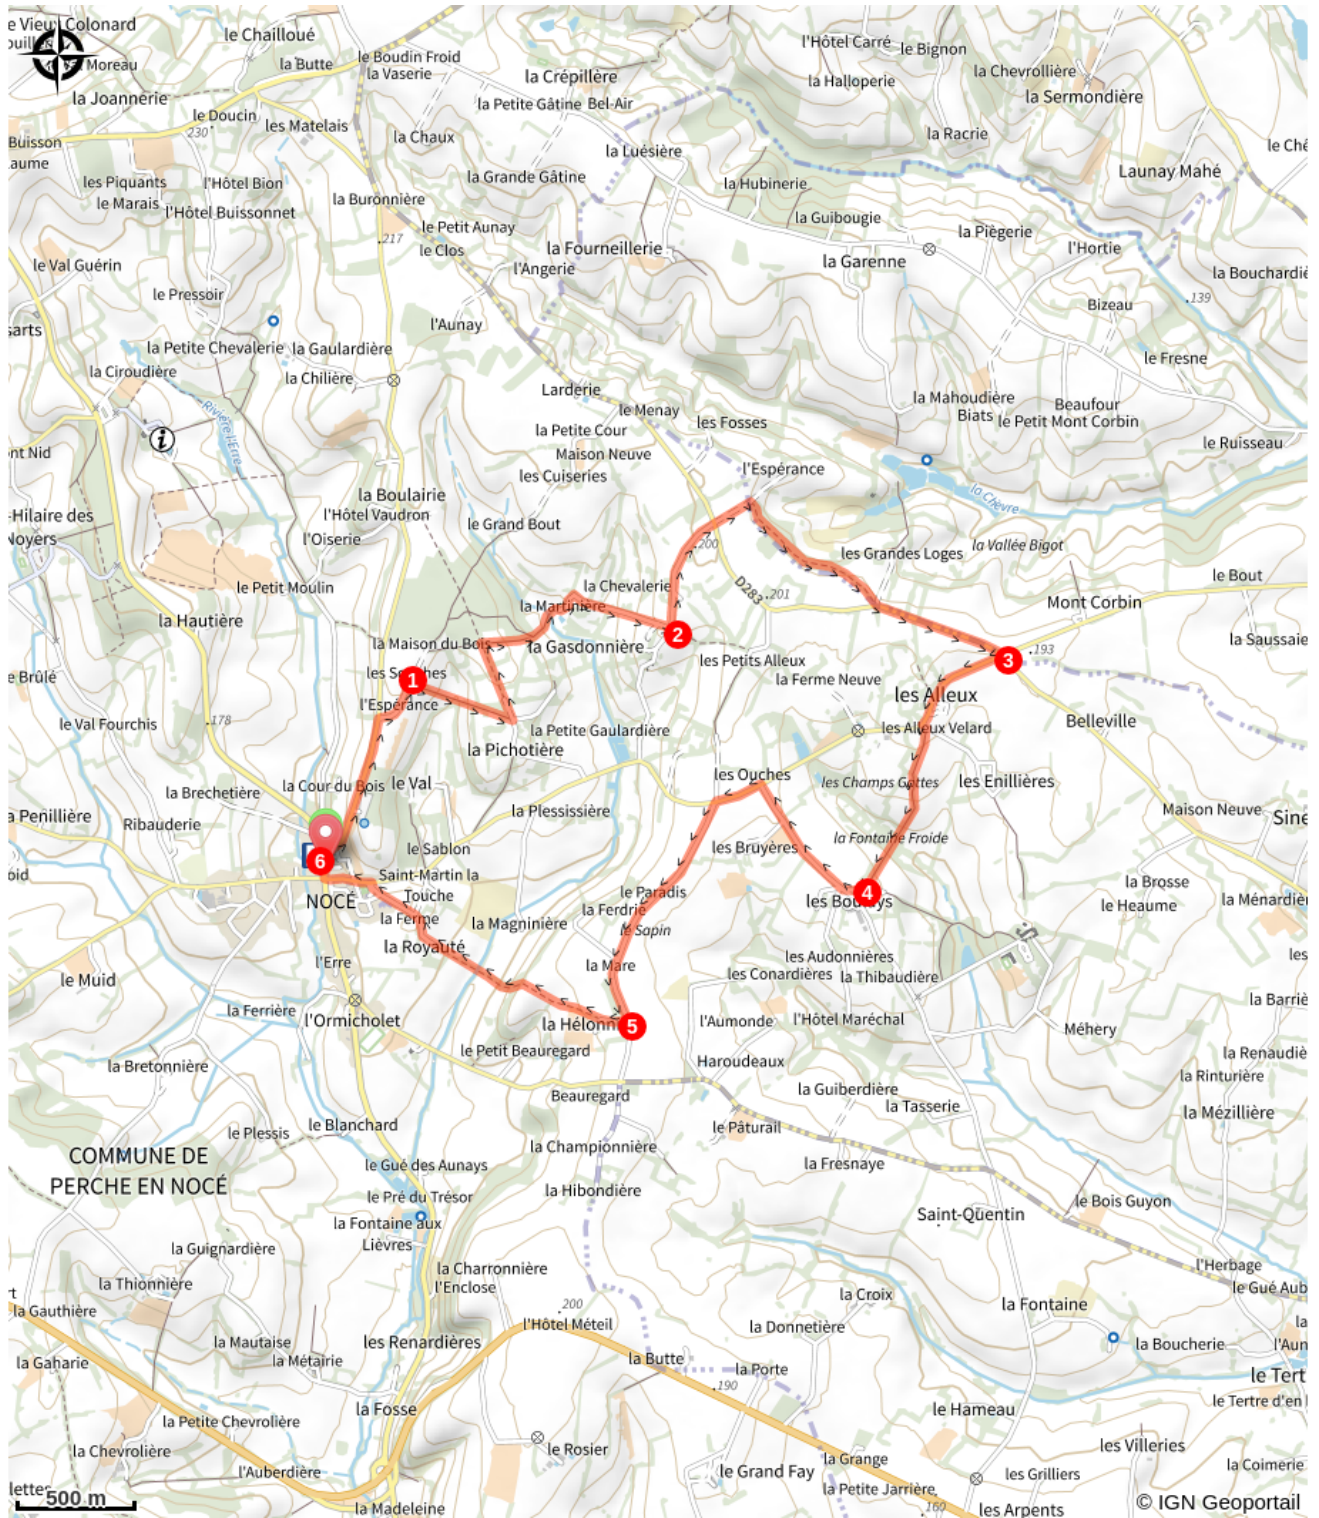 le Vieux Colonard
le Chailloué
le Boudin Froid
la Vaserie
la Butte
Moreau
la Joannerie
le Doucin
230
les Matelais
Buisson
la Crépillère
la Petite Gâtine
Bel-Air
la Chaux
la Luésière
l'Hôtel Carré
le Bignon
la Halloperie
la Chevrollière
la Sermondière
la Racrie
le Ché
Launay Mahé
les Piquants
l'Hôtel Bion
le Marais
l'Hôtel Buissonnet
la Buronnière
la Grande Gâtine
la Hubinerie
la Guibougie
la Piègerie
l'Hortie
217
le Petit Aunay
le Clos
la Fourneillerie
l'Angerie
la Garenne
le Val Guérin
le Pressoir
la Bouchardiè
139
Bizeau
l'Aunay
sarts
la Petite Chevalerie
la Gaulardière
la Ciroudière
la Chilière
le Fresne
Larderie
le Menay
la Mahoudière
Biats
Beaufour
le Petit Mont Corbin
Rivière l'Erre
la Petite Cour
les Fosses
Maison Neuve
le Ruisseau
nt Nid
les Cuiseries
l'Espérance
la Boulairie
l'Hôtel Vaudron
la Chèvre
-Hilaire des
Noyers
l'Oiserie
le Grand Bout
200
les Grandes Loges
la Vallée Bigot
le Petit Moulin
la Chevalerie
D283
201
le Bout
la Martinière
Mont Corbin
la Hautière
2
la Maison du Bois
la Gasdonnière
les Petits Alleux
3
193
la Saussaie
e Brûlé
1
l'Espérance
la Ferme Neuve
les Alleux
le Val Fourchis
178
la Petite Gaulardière
les Alleux Velard
Belleville
la Pichotière
la Cour du Bois
le Val
les Ouches
les Champs Gottes
les Enillières
la Brechetière
la Plessissière
Maison Neuve
Sine
a Penillière
Ribauderie
la Fontaine Froide
le Sablon
les Bruyères
6
Saint-Martin la
Touche
4
NOCÉ
le Paradis
la Brosse
le Heaume
la Ménardiè
la Ferme
la Ferdrie
la Magninière
le Sapin
la Royauté
les Audonnières
l'Erre
la Mare
les Conardières
la Thibaudière
les
le Muid
la Ferrière
l'Ormicholet
5
l'Aumonde
l'Hôtel Maréchal
Méhery
la Barriè
le Petit Beauregard
Haroudeaux
la Renaudiè
la Bretonnière
Beauregard
la Guiberdière
la Tasserie
la Rinturière
la Mézillière
le Plessis
le Blanchard
le Pâturail
COMMUNE DE
PERCHE EN NOCÉ
la Championnière
la Fresnaye
le Gué des Aunays
le Pré du Trésor
la Hibondière
le Bois Guyon
la Fontaine aux
Lièvres
Saint-Quentin
la Guignardière
la Charronnière
l'Enclose
l'Herbage
la Thionnière
le Gué Aub
la Gauthière
200
la Croix
la Fontaine
l'Hôtel Méteil
la Donnetière
la Mautaise
les Renardières
la Boucherie
l'Aun
la Gaharie
la Métairie
la Butte
la Porte
190
le Tert
la Fosse
le Tertre d'en
la Petite Chevrolière
le Hameau
la Chevrolière
le Rosier
les Villeries
l'Auberdière
la Grange
le Grand Fay
les Grilliers
la Coimerie
la Petite Jarrière
160
lettes
500 m
la Madeleine
les Arpents
© IGN Geoportail